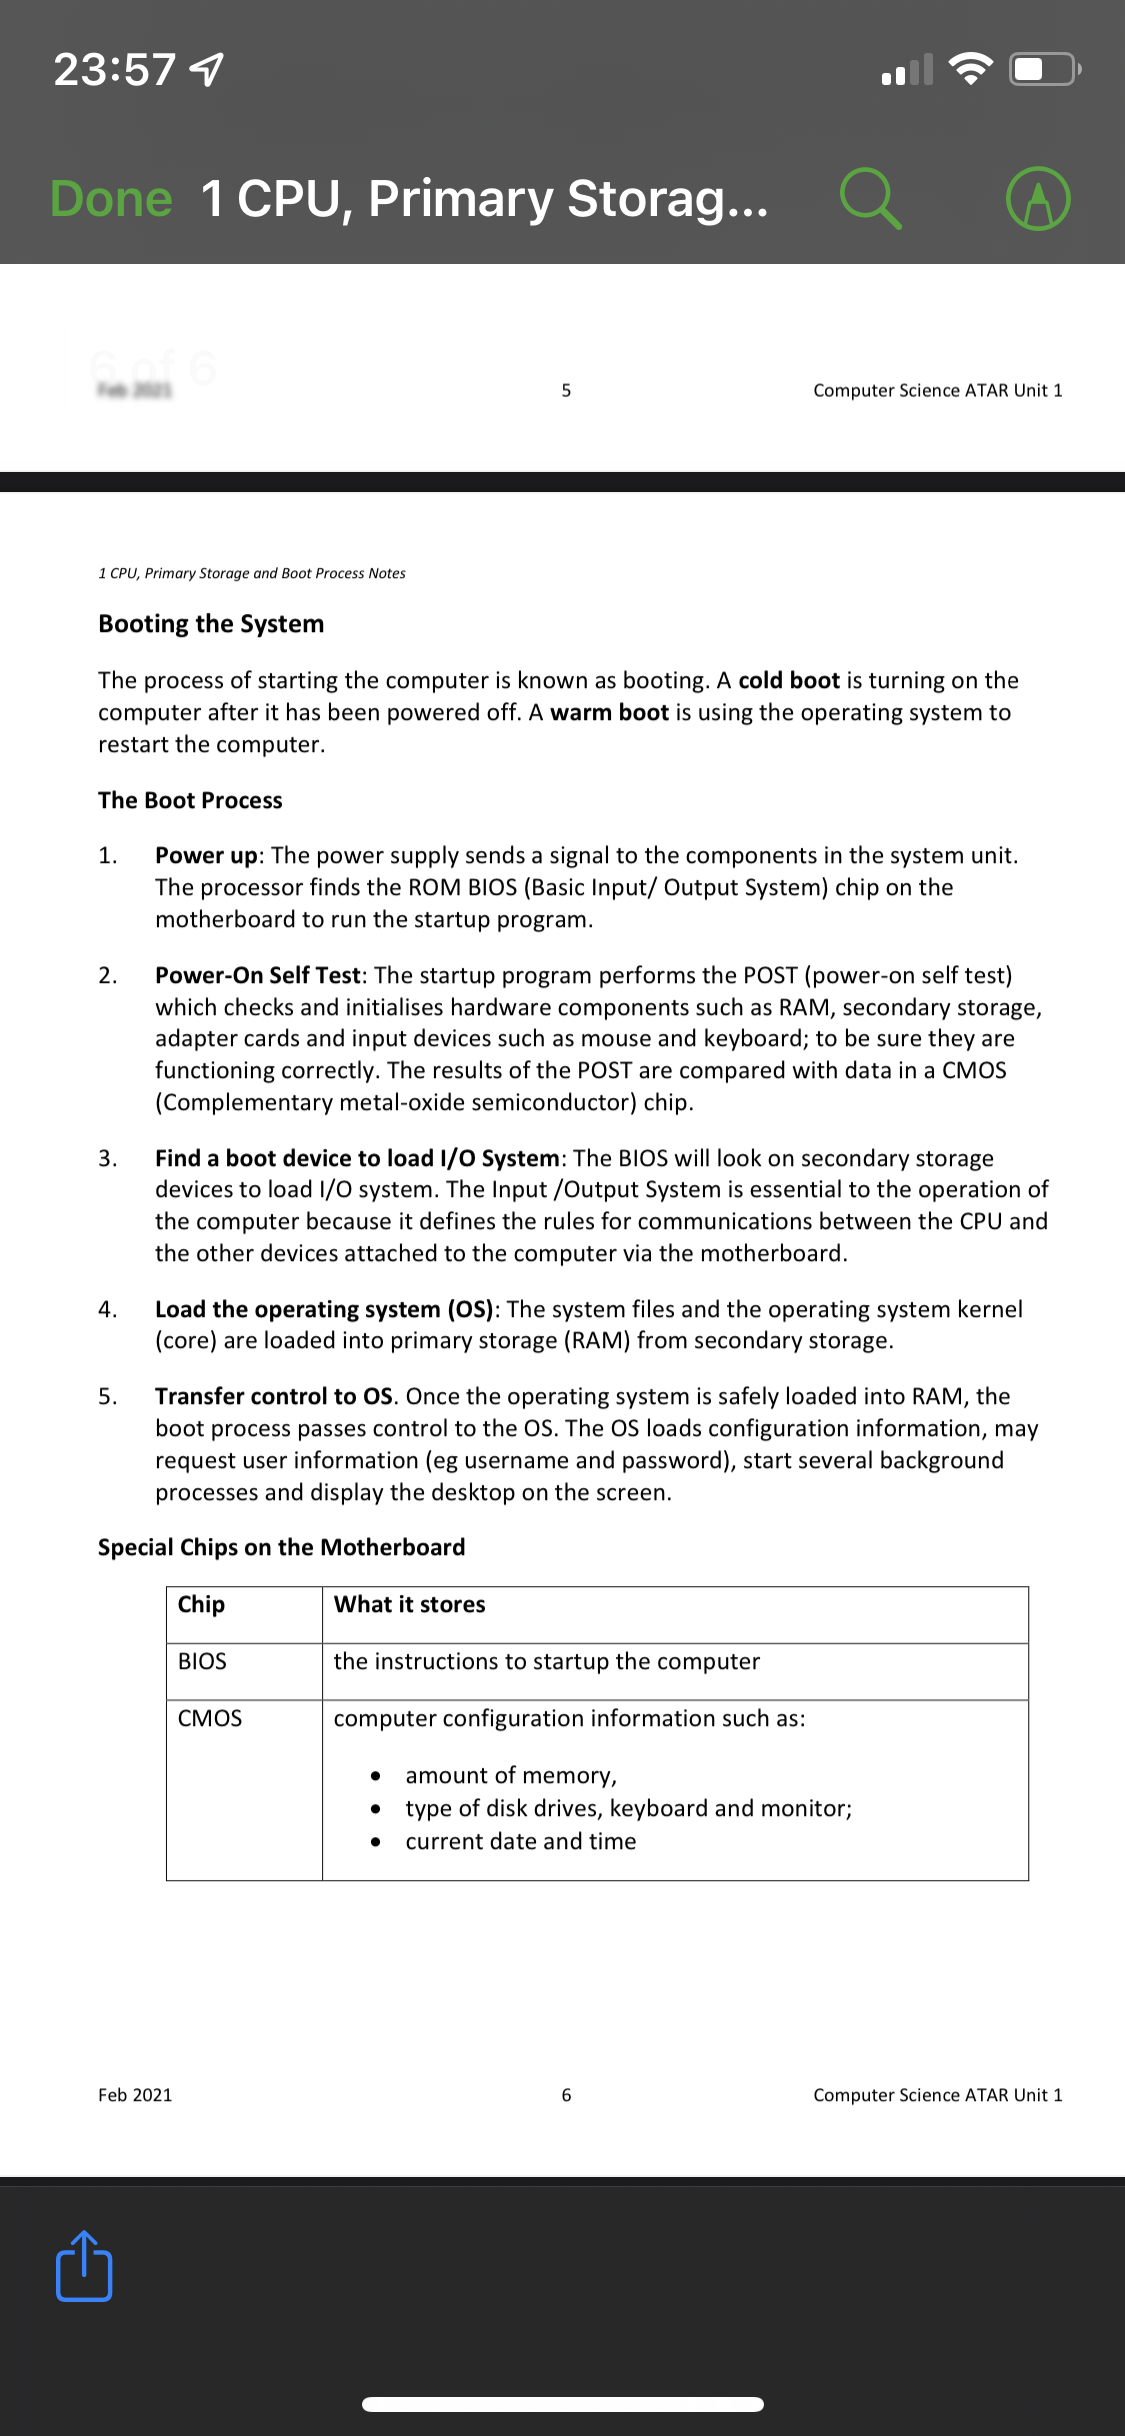 23:57
Done 1 CPU, Primary Storag...
6 of 6
Feb 2021 5 Computer Science ATAR Unit 1
1 CPU, Primary Storage and Boot Process Notes
Booting the System
The process of starting the computer is known as booting. A cold boot is turning on the
computer after it has been powered off. A warm boot is using the operating system to
restart the computer.
The Boot Process
1. Power up: The power supply sends a signal to the components in the system unit.
The processor finds the ROM BIOS (Basic Input/ Output System) chip on the
motherboard to run the startup program.
2. Power-On Self Test: The startup program performs the POST (power-on self test)
which checks and initialises hardware components such as RAM, secondary storage,
adapter cards and input devices such as mouse and keyboard; to be sure they are
functioning correctly. The results of the POST are compared with data in a CMOS
(Complementary metal-oxide semiconductor) chip.
3. Find a boot device to load I/O System: The BIOS will look on secondary storage
devices to load I/O system. The Input /Output System is essential to the operation of
the computer because it defines the rules for communications between the CPU and
the other devices attached to the computer via the motherboard.
4. Load the operating system (OS): The system files and the operating system kernel
(core) are loaded into primary storage (RAM) from secondary storage.
5. Transfer control to OS. Once the operating system is safely loaded into RAM, the
boot process passes control to the OS. The OS loads configuration information, may
request user information (eg username and password), start several background
processes and display the desktop on the screen.
Special Chips on the Motherboard
Chip What it stores
BIOS the instructions to startup the computer
CMOS computer configuration information such as:
• amount of memory,
• type of disk drives, keyboard and monitor;
• current date and time
Feb 2021 6 Computer Science ATAR Unit 1